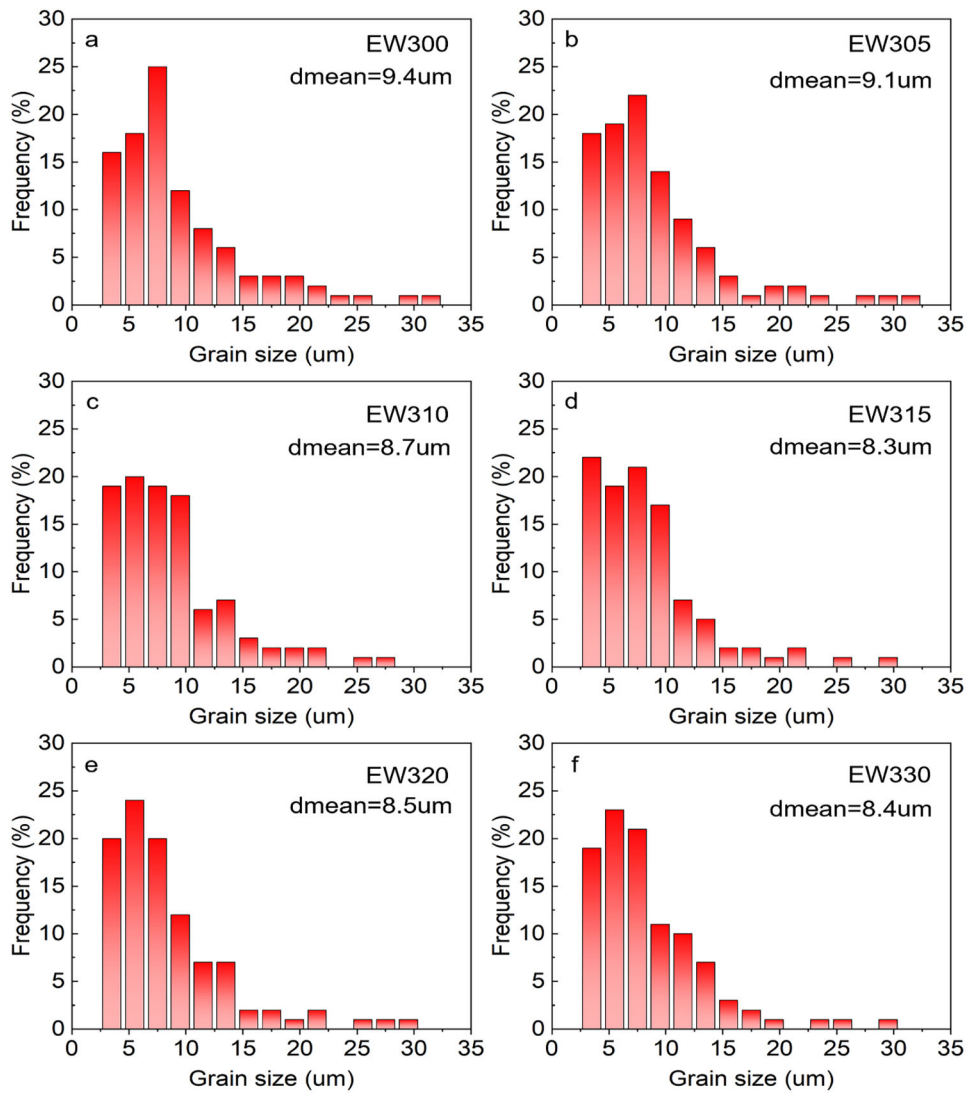 a
EW300
dmean=9.4um
30
25
20
15
10
5
0
Frequency (%)
0 5 10 15 20 25 30 35
Grain size (um)
b
EW305
dmean=9.1um
30
25
20
15
10
5
0
Frequency (%)
0 5 10 15 20 25 30 35
Grain size (um)
c
EW310
dmean=8.7um
30
25
20
15
10
5
0
Frequency (%)
0 5 10 15 20 25 30 35
Grain size (um)
d
EW315
dmean=8.3um
30
25
20
15
10
5
0
Frequency (%)
0 5 10 15 20 25 30 35
Grain size (um)
e
EW320
dmean=8.5um
30
25
20
15
10
5
0
Frequency (%)
0 5 10 15 20 25 30 35
Grain size (um)
f
EW330
dmean=8.4um
30
25
20
15
10
5
0
Frequency (%)
0 5 10 15 20 25 30 35
Grain size (um)